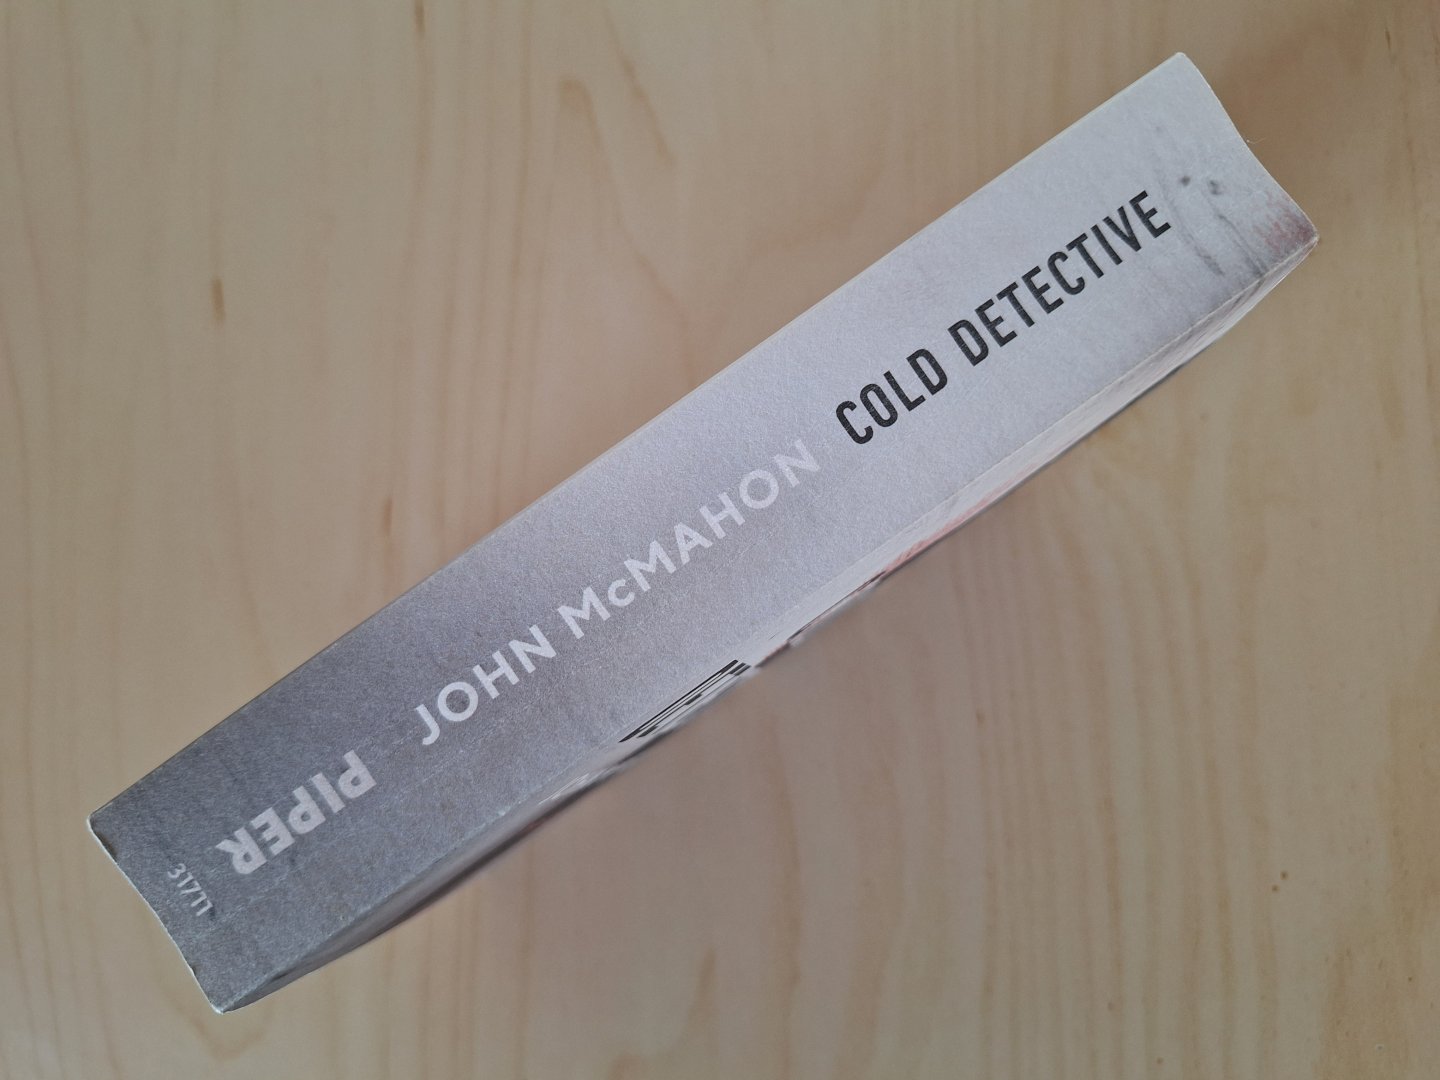 COLD DETECTIVE
JOHN McMAHON
PIPER
31711